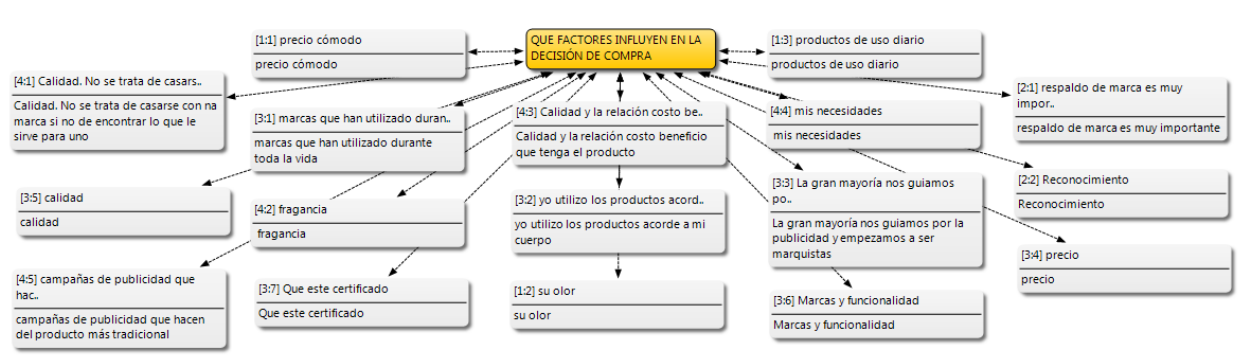 QUE FACTORES INFLUYEN EN LA
DECISIÓN DE COMPRA
[1:1] precio cómodo
precio cómodo
[1:3] productos de uso diario
productos de uso diario
[4:1] Calidad. No se trata de casars..
Calidad. No se trata de casarse con na
marca si no de encontrar lo que le
sirve para uno
[3:1] marcas que han utilizado duran..
marcas que han utilizado durante
toda la vida
[4:3] Calidad y la relación costo be..
Calidad y la relación costo beneficio
que tenga el producto
[4:4] mis necesidades
mis necesidades
[2:1] respaldo de marca es muy
impor..
respaldo de marca es muy importante
[3:5] calidad
calidad
[4:2] fragancia
fragancia
[3:2] yo utilizo los productos acord..
yo utilizo los productos acorde a mi
cuerpo
[3:3] La gran mayoría nos guiamos
po..
La gran mayoría nos guiamos por la
publicidad y empezamos a ser
marquistas
[2:2] Reconocimiento
Reconocimiento
[4:5] campañas de publicidad que
hac..
campañas de publicidad que hacen
del producto más tradicional
[3:7] Que este certificado
Que este certificado
[1:2] su olor
su olor
[3:6] Marcas y funcionalidad
Marcas y funcionalidad
[3:4] precio
precio